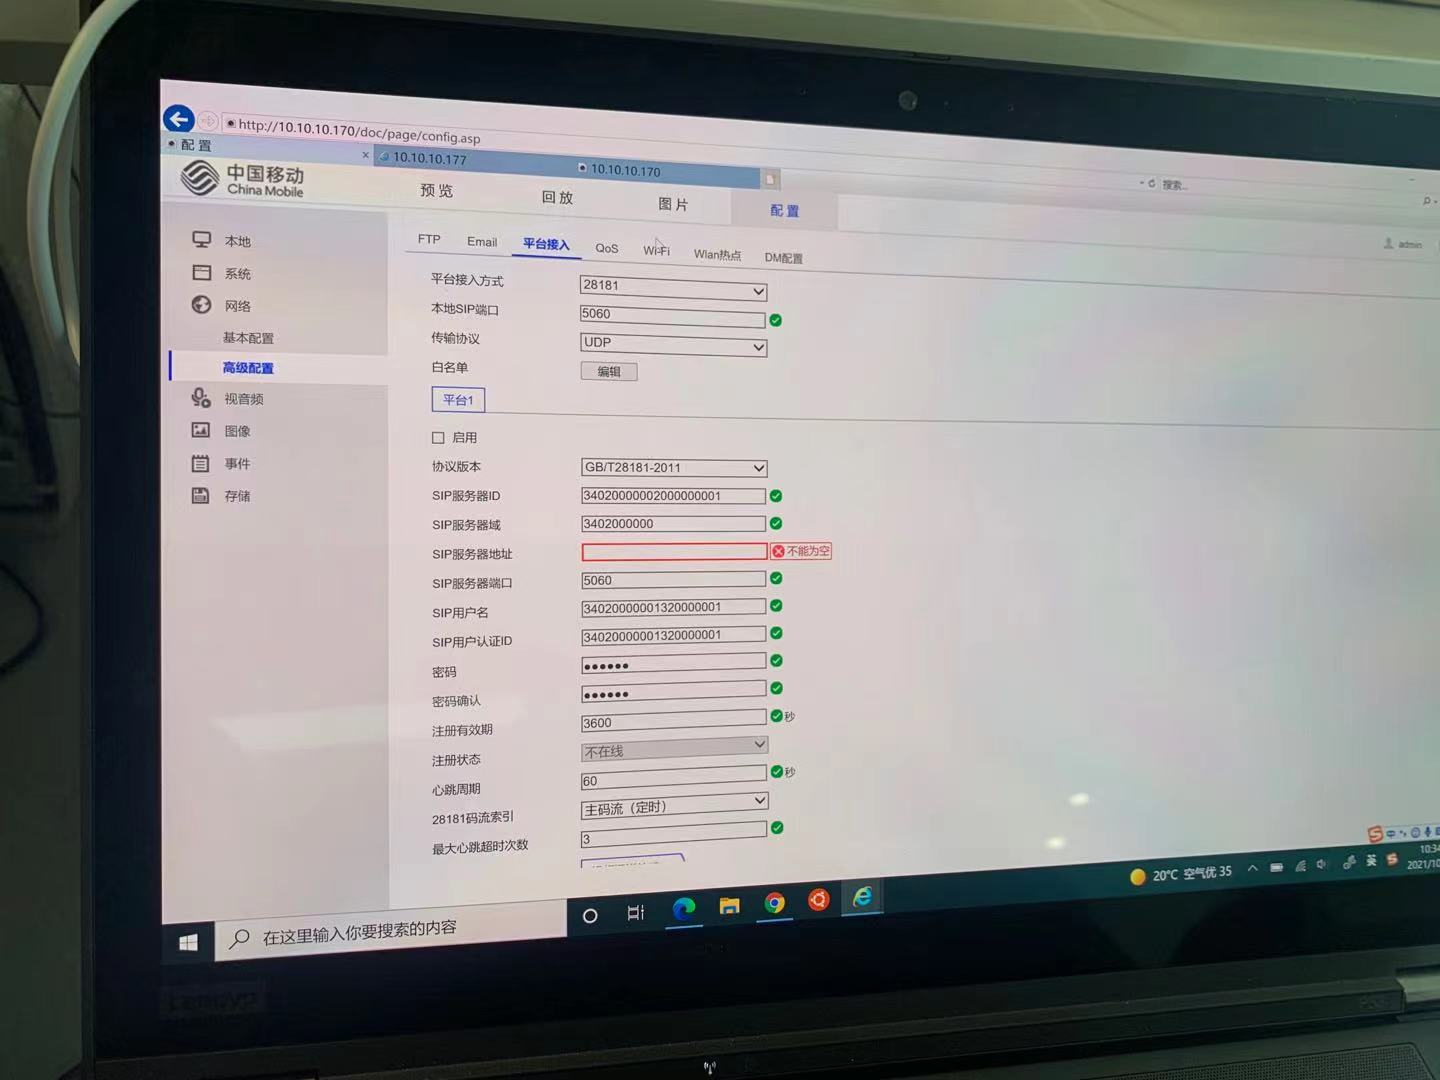 http://10.10.10.170/doc/page/config.asp
搜索...
配置
10.10.10.177
10.10.10.170
中国移动
China Mobile
预览 回放 图片 配置
admin
本地
系统
网络
基本配置
高级配置
视音频
图像
事件
存储
FTP Email 平台接入 QoS Wi-Fi Wlan热点 DM配置
平台接入方式 28181
本地SIP端口 5060
传输协议 UDP
白名单 编辑
平台1
启用
协议版本 GB/T28181-2011
SIP服务器ID 34020000002000000001
SIP服务器域 3402000000
SIP服务器地址 不能为空
SIP服务器端口 5060
SIP用户名 34020000001320000001
SIP用户认证ID 34020000001320000001
密码 ●●●●●●
密码确认 ●●●●●●
注册有效期 3600 秒
注册状态 不在线
心跳周期 60 秒
28181码流索引 主码流（定时）
最大心跳超时次数 3
中
在这里输入你要搜索的内容
20°C 空气优 35
英
10:34
2021/10